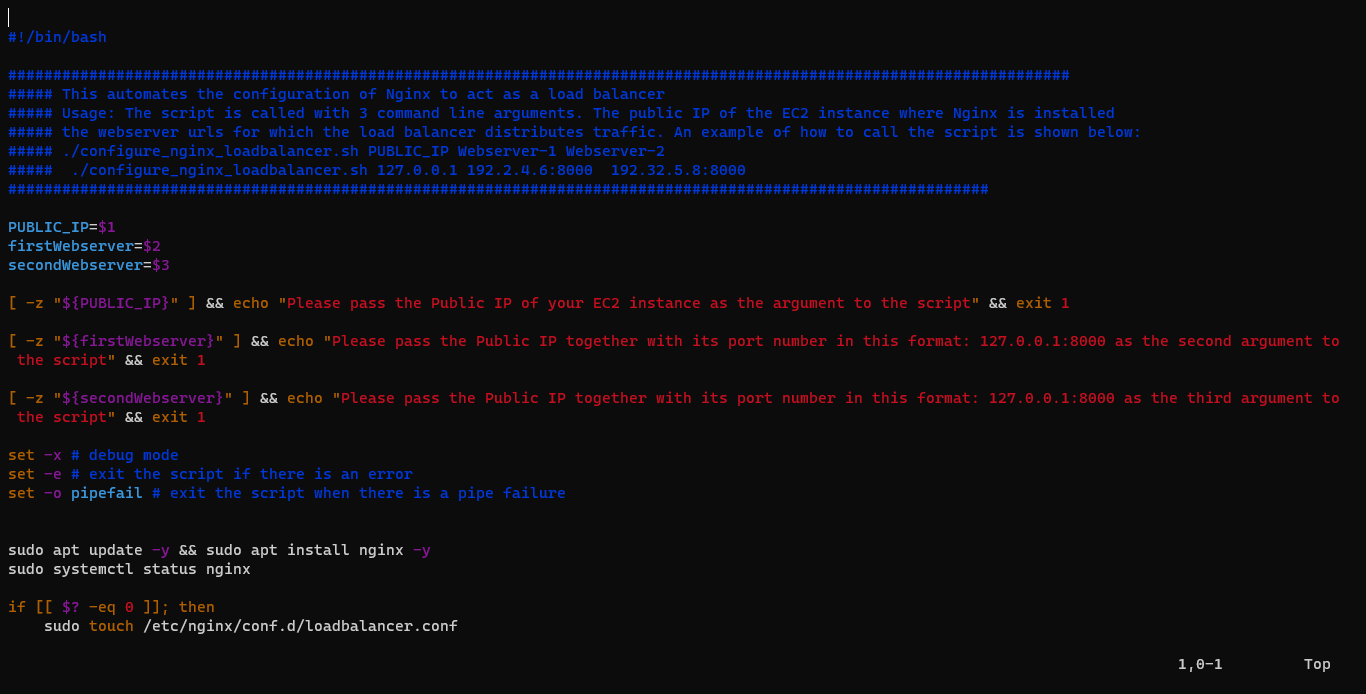 #!/bin/bash
######################################################################################################################
##### This automates the configuration of Nginx to act as a load balancer
##### Usage: The script is called with 3 command line arguments. The public IP of the EC2 instance where Nginx is installed
##### the webserver urls for which the load balancer distributes traffic. An example of how to call the script is shown below:
##### ./configure_nginx_loadbalancer.sh PUBLIC_IP Webserver-1 Webserver-2
#####  ./configure_nginx_loadbalancer.sh 127.0.0.1 192.2.4.6:8000  192.32.5.8:8000
#############################################################################################################
PUBLIC_IP=$1
firstWebserver=$2
secondWebserver=$3
[ -z "${PUBLIC_IP}" ] && echo "Please pass the Public IP of your EC2 instance as the argument to the script" && exit 1
[ -z "${firstWebserver}" ] && echo "Please pass the Public IP together with its port number in this format: 127.0.0.1:8000 as the second argument to
 the script" && exit 1
[ -z "${secondWebserver}" ] && echo "Please pass the Public IP together with its port number in this format: 127.0.0.1:8000 as the third argument to
 the script" && exit 1
set -x # debug mode
set -e # exit the script if there is an error
set -o pipefail # exit the script when there is a pipe failure
sudo apt update -y && sudo apt install nginx -y
sudo systemctl status nginx
if [[ $? -eq 0 ]]; then
    sudo touch /etc/nginx/conf.d/loadbalancer.conf
1,0-1         Top